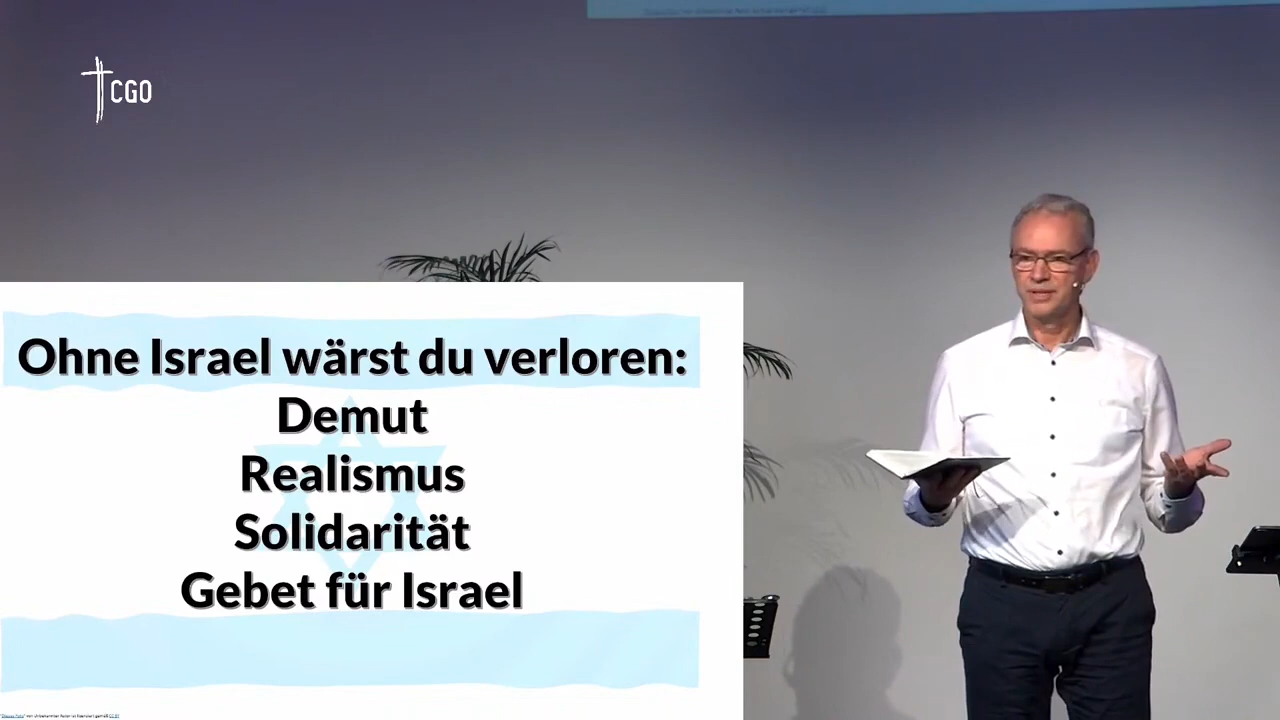 CGO
Ohne Israel wärst du verloren:
Demut
Realismus
Solidarität
Gebet für Israel